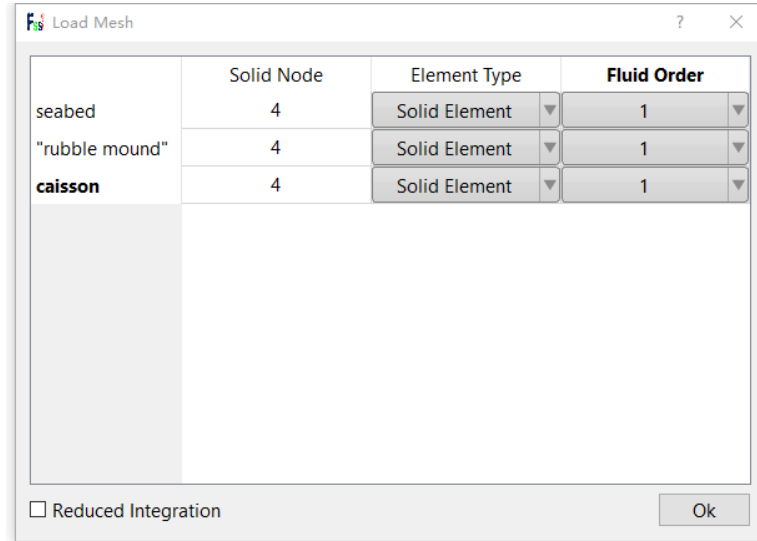 Fssi Load Mesh ? ×
Solid Node Element Type Fluid Order
seabed 4 Solid Element 1
"rubble mound" 4 Solid Element 1
caisson 4 Solid Element 1
Reduced Integration Ok